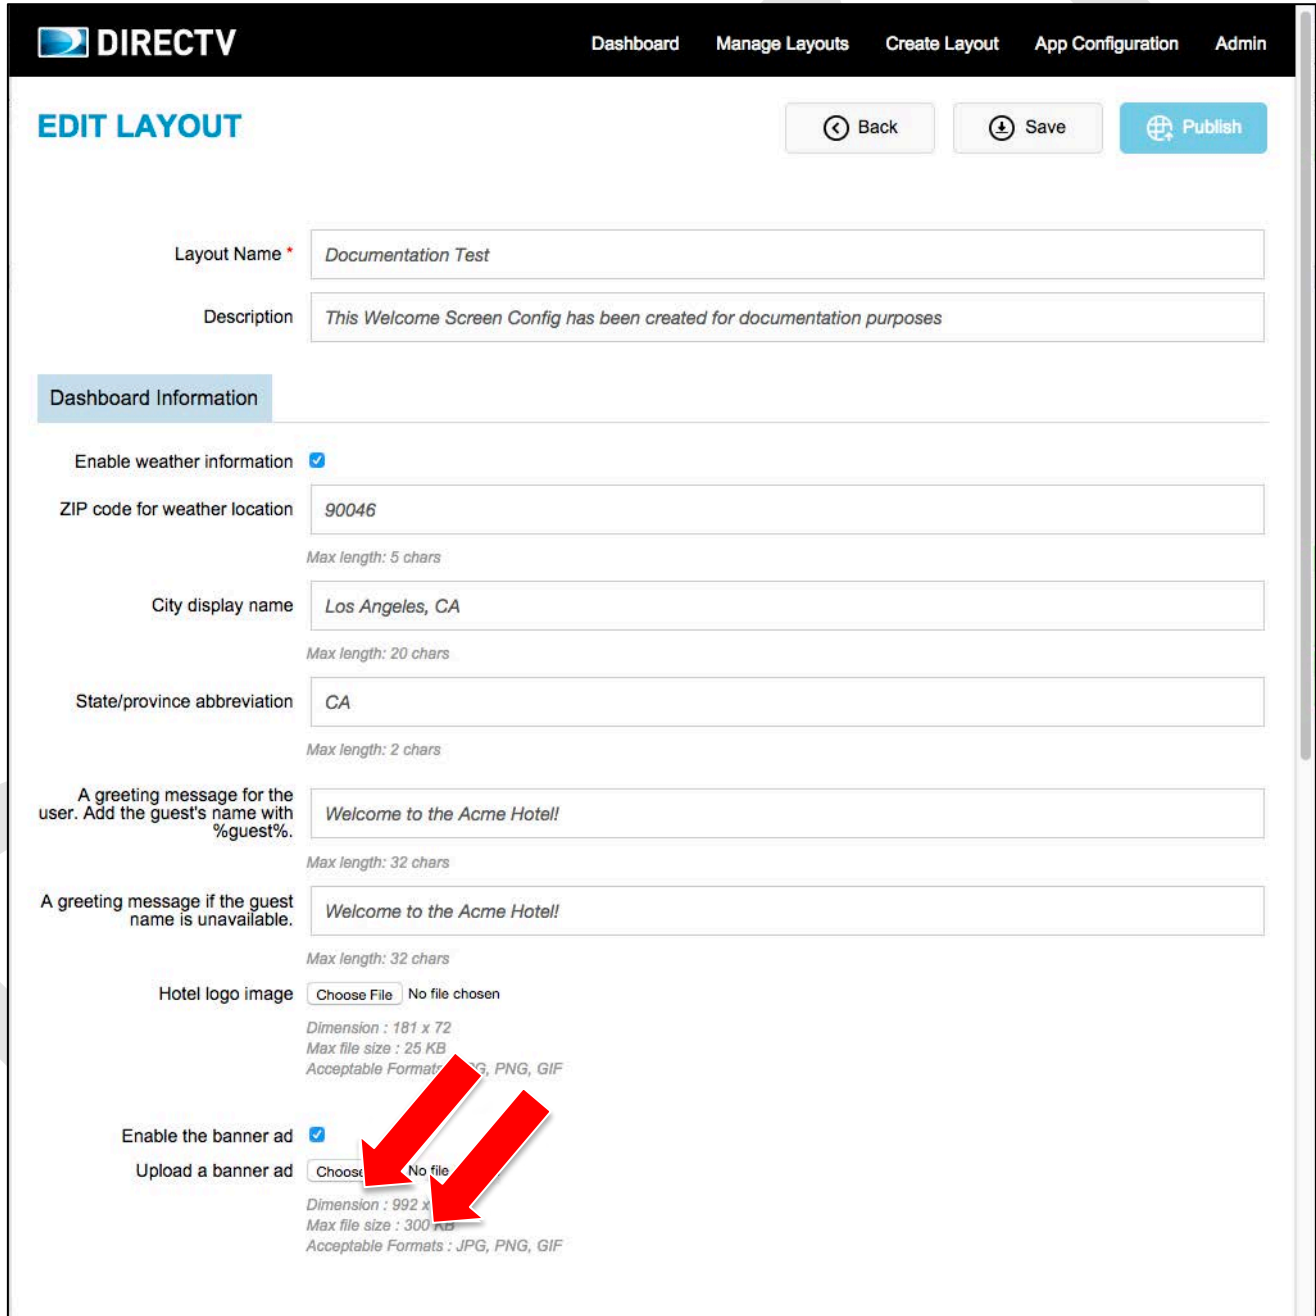 DIRECTV
Dashboard Manage Layouts Create Layout App Configuration Admin
EDIT LAYOUT
Back Save Publish
Layout Name * Documentation Test
Description This Welcome Screen Config has been created for documentation purposes
Dashboard Information
Enable weather information
ZIP code for weather location 90046
Max length: 5 chars
City display name Los Angeles, CA
Max length: 20 chars
State/province abbreviation CA
Max length: 2 chars
A greeting message for the
user. Add the guest's name with
%guest%.
Welcome to the Acme Hotel!
Max length: 32 chars
A greeting message if the guest
name is unavailable.
Welcome to the Acme Hotel!
Max length: 32 chars
Hotel logo image Choose File No file chosen
Dimension : 181 x 72
Max file size : 25 KB
Acceptable Formats PNG, GIF
Enable the banner ad
Upload a banner ad Choose No file
Dimension : 992 x
Max file size : 300 KB
Acceptable Formats : JPG, PNG, GIF